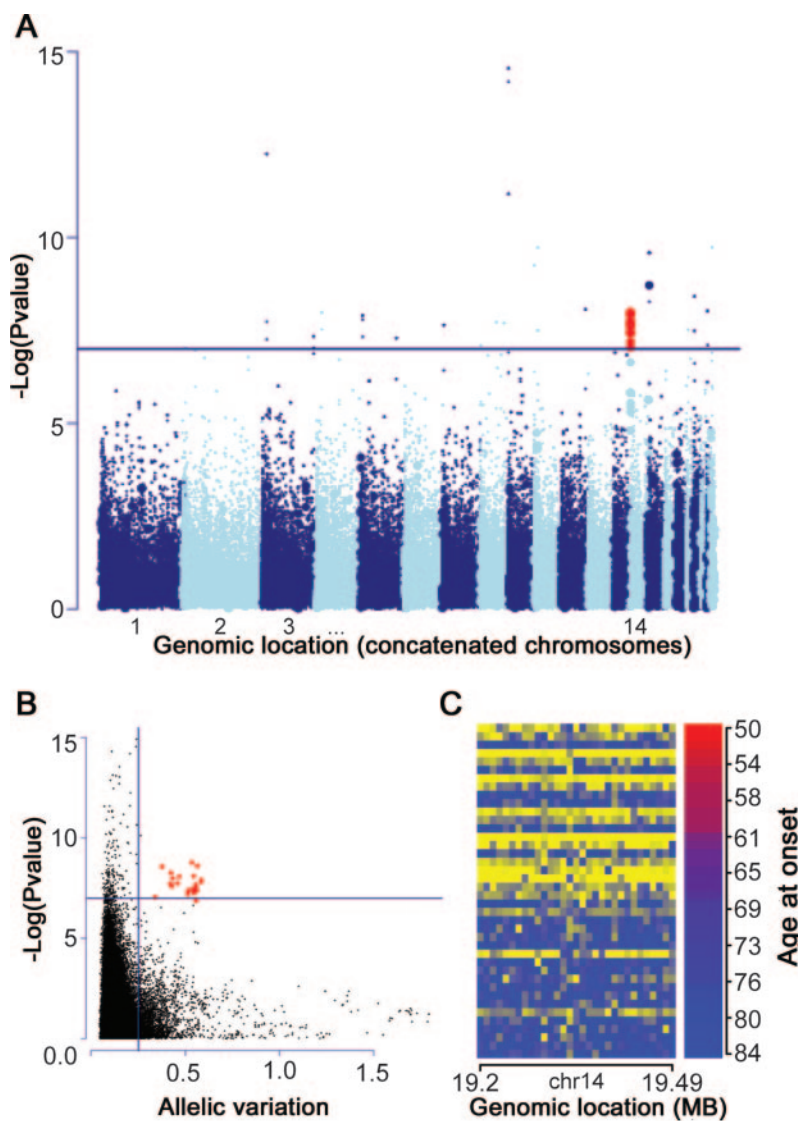 A
15
10
5
0
-Log(Pvalue)
1 2 3 ... 14
Genomic location (concatenated chromosomes)
B
15
10
5
0.0
-Log(Pvalue)
0.5 1.0 1.5
Allelic variation
C
50
54
58
61
65
69
73
76
80
84
Age at onset
19.2 chr14 19.49
Genomic location (MB)